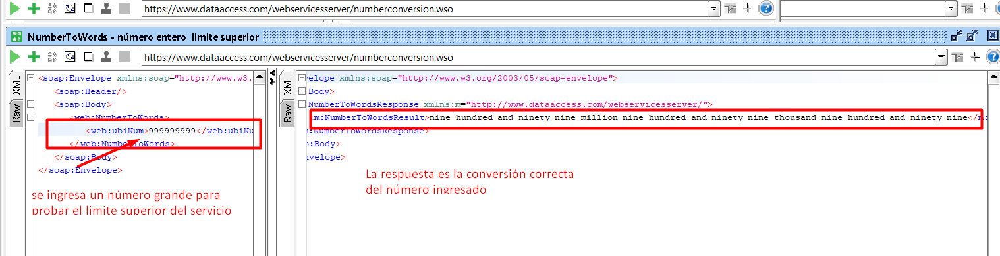 https://www.dataaccess.com/webservicesserver/numberconversion.wso
NumberToWords - número entero limite superior
https://www.dataaccess.com/webservicesserver/numberconversion.wso
XML
Raw
<soap:Envelope xmlns:soap="http://www.w3.
<soap:Header/>
<soap:Body>
<web:NumberToWords>
<web:ubiNum>999999999</web:ubiNu
</web:NumberToWords>
</soap:Body>
</soap:Envelope>
se ingresa un número grande para
probar el limite superior del servicio
XML
Raw
velope xmlns:soap="http://www.w3.org/2003/05/soap-envelope">
Body>
NumberToWordsResponse xmlns:m="http://www.dataaccess.com/webservicesserver/">
<m:NumberToWordsResult>nine hundred and ninety nine million nine hundred and ninety nine thousand nine hundred and ninety nine</m:
:NumberToWordsResponse>
p:Body>
nvelope>
La respuesta es la conversión correcta
del número ingresado